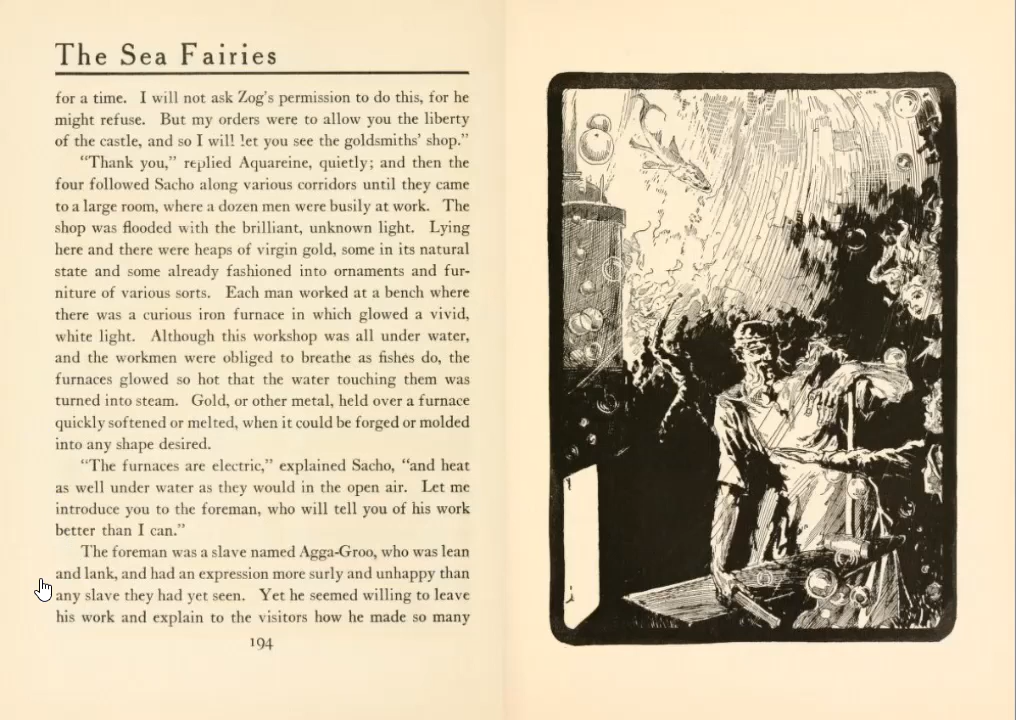 The Sea Fairies
for a time. I will not ask Zog's permission to do this, for he
might refuse. But my orders were to allow you the liberty
of the castle, and so I will let you see the goldsmiths' shop."
"Thank you," replied Aquareine, quietly; and then the
four followed Sacho along various corridors until they came
to a large room, where a dozen men were busily at work. The
shop was flooded with the brilliant, unknown light. Lying
here and there were heaps of virgin gold, some in its natural
state and some already fashioned into ornaments and fur-
niture of various sorts. Each man worked at a bench where
there was a curious iron furnace in which glowed a vivid,
white light. Although this workshop was all under water,
and the workmen were obliged to breathe as fishes do, the
furnaces glowed so hot that the water touching them was
turned into steam. Gold, or other metal, held over a furnace
quickly softened or melted, when it could be forged or molded
into any shape desired.
"The furnaces are electric," explained Sacho, "and heat
as well under water as they would in the open air. Let me
introduce you to the foreman, who will tell you of his work
better than I can."
The foreman was a slave named Agga-Groo, who was lean
and lank, and had an expression more surly and unhappy than
any slave they had yet seen. Yet he seemed willing to leave
his work and explain to the visitors how he made so many
194